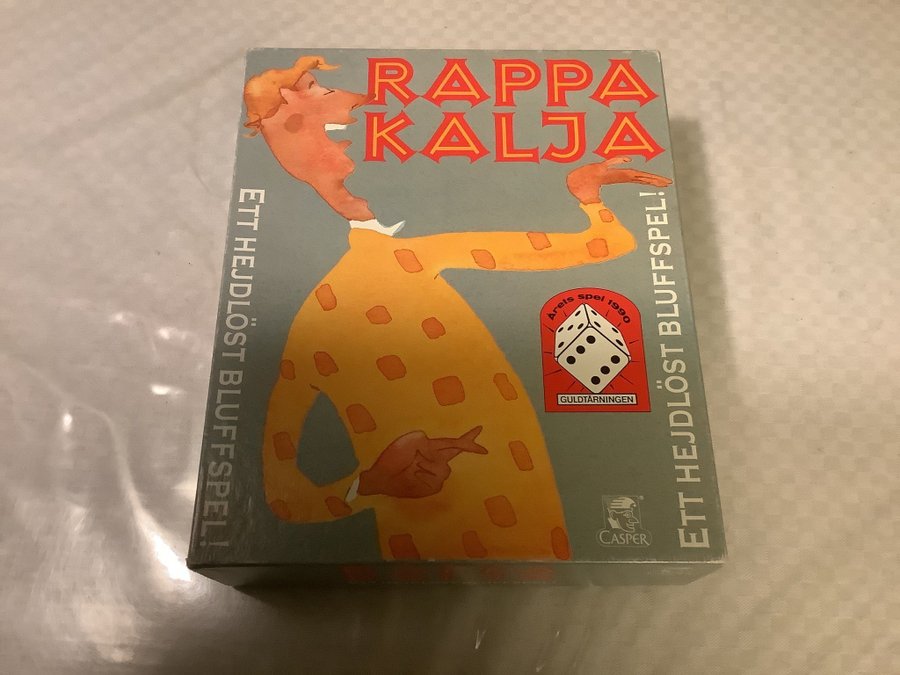 RAPPA
KALJA
ETT HEJDLÖST BLUFFSPEL!
ETT HEJDLÖST BLUFFSPEL!
Årets spel 1990
GULDTÄRNINGEN
CASPER